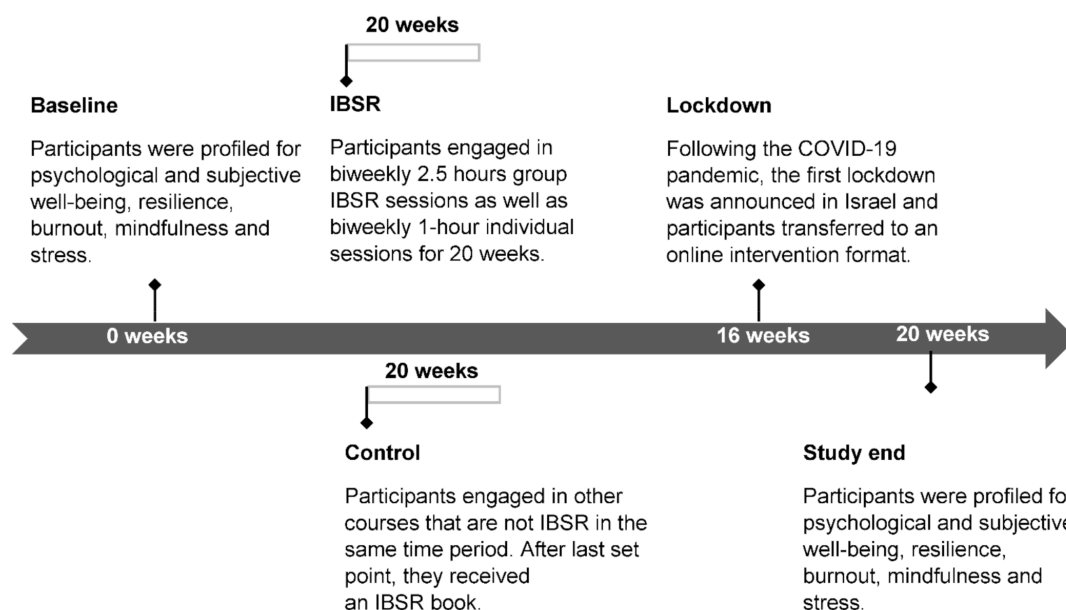 20 weeks
Baseline
Participants were profiled for
psychological and subjective
well-being, resilience,
burnout, mindfulness and
stress.
IBSR
Participants engaged in
biweekly 2.5 hours group
IBSR sessions as well as
biweekly 1-hour individual
sessions for 20 weeks.
Lockdown
Following the COVID-19
pandemic, the first lockdown
was announced in Israel and
participants transferred to an
online intervention format.
0 weeks
16 weeks
20 weeks
20 weeks
Control
Participants engaged in other
courses that are not IBSR in the
same time period. After last set
point, they received
an IBSR book.
Study end
Participants were profiled fo
psychological and subjective
well-being, resilience,
burnout, mindfulness and
stress.